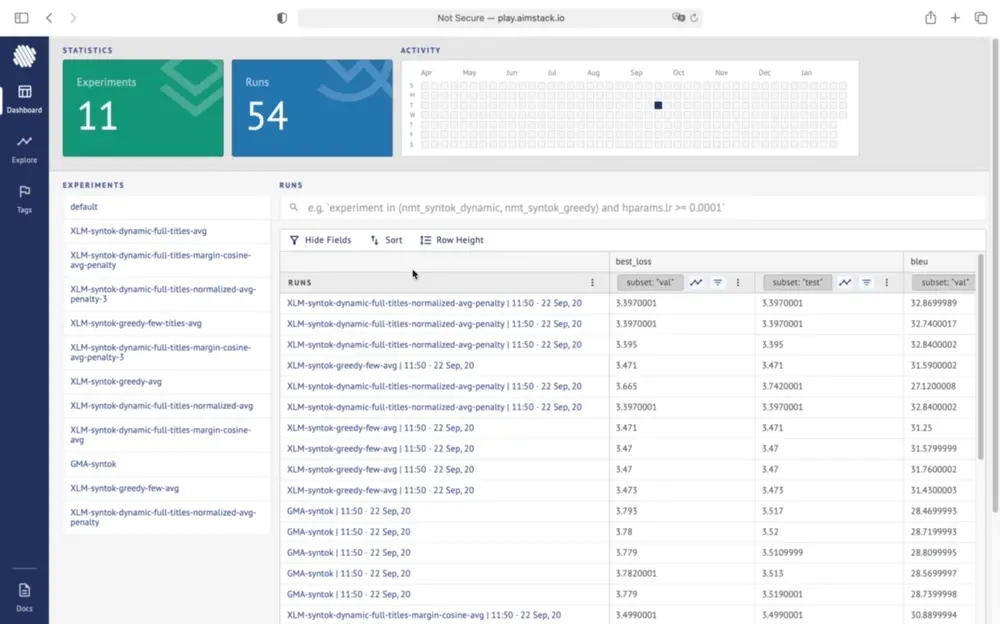 Not Secure — play.aimstack.io
Dashboard
Explore
Tags
Docs
STATISTICS
Experiments
11
Runs
54
ACTIVITY
Apr May Jun Jul Aug Sep Oct Nov Dec Jan
S
M
T
W
T
F
S
EXPERIMENTS
default
XLM-syntok-dynamic-full-titles-avg
XLM-syntok-dynamic-full-titles-margin-cosine-
avg-penalty
XLM-syntok-dynamic-full-titles-normalized-avg-
penalty-3
XLM-syntok-greedy-few-titles-avg
XLM-syntok-dynamic-full-titles-margin-cosine-
avg-penalty-3
XLM-syntok-greedy-avg
XLM-syntok-dynamic-full-titles-normalized-avg
XLM-syntok-dynamic-full-titles-margin-cosine-
avg
GMA-syntok
XLM-syntok-greedy-few-avg
XLM-syntok-dynamic-full-titles-normalized-avg-
penalty
RUNS
e.g. `experiment in (nmt_syntok_dynamic, nmt_syntok_greedy) and hparams.lr >= 0.0001`
Hide Fields Sort Row Height
best_loss bleu
RUNS subset: "val" subset: "test" subset: "val"
XLM-syntok-dynamic-full-titles-normalized-avg-penalty | 11:50 · 22 Sep, 20 3.3970001 3.3970001 32.8699989
XLM-syntok-dynamic-full-titles-normalized-avg-penalty | 11:50 · 22 Sep, 20 3.3970001 3.3970001 32.7400017
XLM-syntok-dynamic-full-titles-normalized-avg-penalty | 11:50 · 22 Sep, 20 3.395 3.395 32.8400002
XLM-syntok-greedy-few-avg | 11:50 · 22 Sep, 20 3.471 3.471 31.5900002
XLM-syntok-dynamic-full-titles-normalized-avg-penalty | 11:50 · 22 Sep, 20 3.665 3.7420001 27.1200008
XLM-syntok-dynamic-full-titles-normalized-avg-penalty | 11:50 · 22 Sep, 20 3.3970001 3.3970001 32.8400002
XLM-syntok-greedy-few-avg | 11:50 · 22 Sep, 20 3.471 3.471 31.25
XLM-syntok-greedy-few-avg | 11:50 · 22 Sep, 20 3.47 3.47 31.5799999
XLM-syntok-greedy-few-avg | 11:50 · 22 Sep, 20 3.47 3.47 31.7600002
XLM-syntok-greedy-few-avg | 11:50 · 22 Sep, 20 3.473 3.473 31.4300003
GMA-syntok | 11:50 · 22 Sep, 20 3.793 3.517 28.4699993
GMA-syntok | 11:50 · 22 Sep, 20 3.78 3.52 28.7199993
GMA-syntok | 11:50 · 22 Sep, 20 3.779 3.5109999 28.8099995
GMA-syntok | 11:50 · 22 Sep, 20 3.7820001 3.513 28.5699997
GMA-syntok | 11:50 · 22 Sep, 20 3.779 3.5190001 28.7399998
XLM-syntok-dynamic-full-titles-margin-cosine-avg | 11:50 · 22 Sep, 20 3.4990001 3.4990001 30.8899994